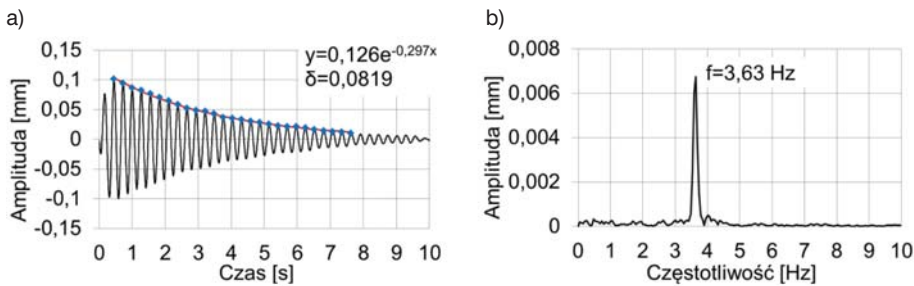 a)
y=0,126e-0,297x
δ=0,0819
Amplituda [mm]
0,15
0,1
0,05
0
-0,05
-0,1
-0,15
0 1 2 3 4 5 6 7 8 9 10
Czas [s]
b)
f=3,63 Hz
Amplituda [mm]
0,008
0,006
0,004
0,002
0
0 1 2 3 4 5 6 7 8 9 10
Częstotliwość [Hz]